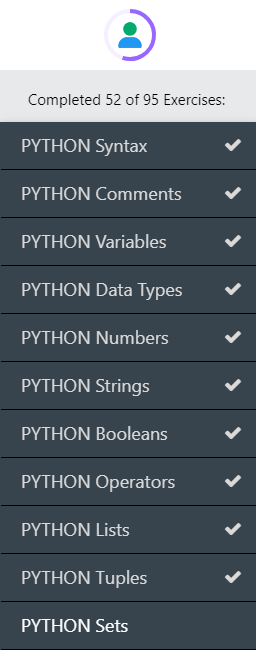 Completed 52 of 95 Exercises:
PYTHON Syntax
PYTHON Comments
PYTHON Variables
PYTHON Data Types
PYTHON Numbers
PYTHON Strings
PYTHON Booleans
PYTHON Operators
PYTHON Lists
PYTHON Tuples
PYTHON Sets